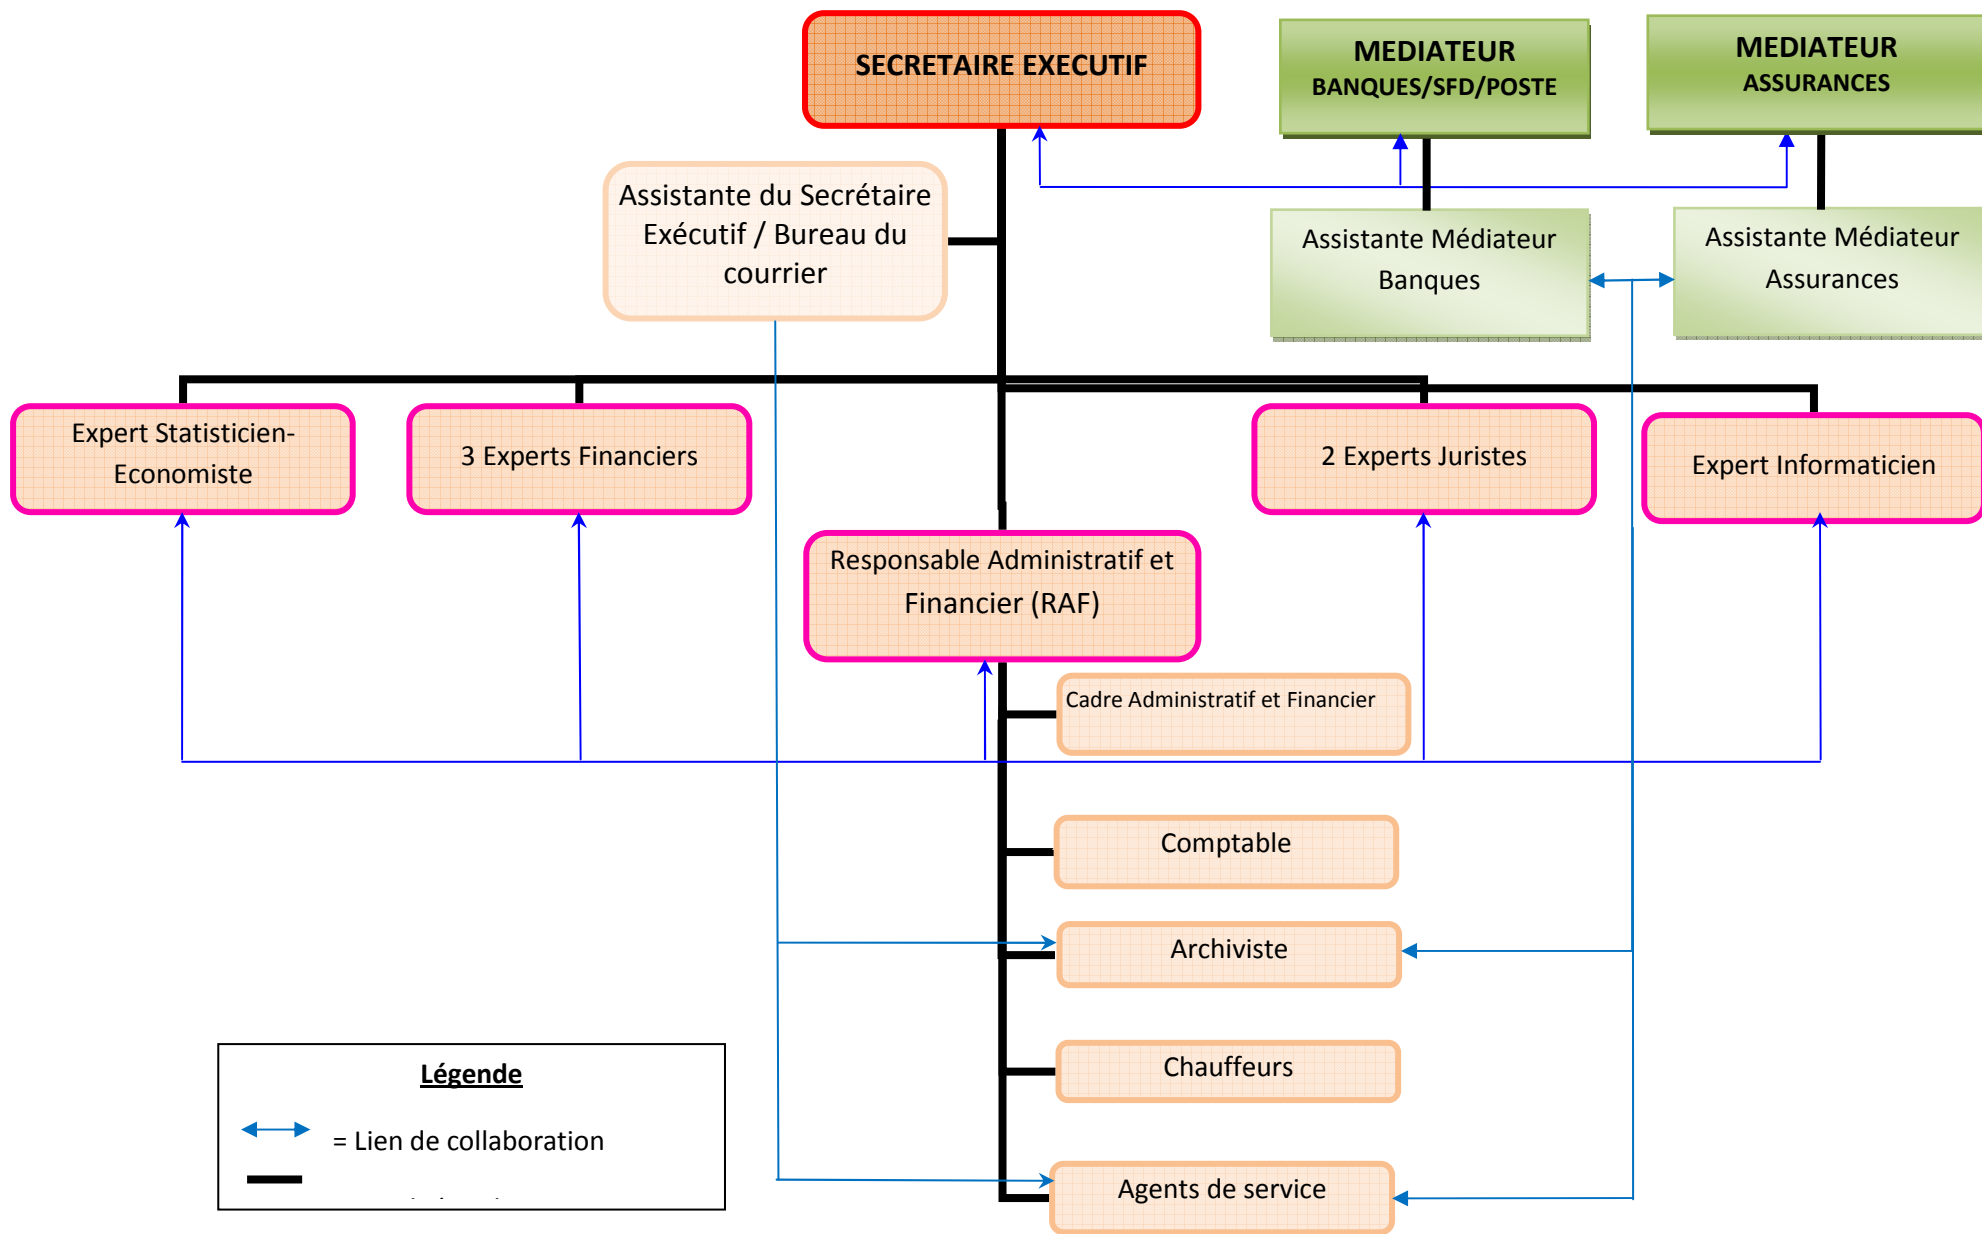 SECRETAIRE EXECUTIF
MEDIATEUR
BANQUES/SFD/POSTE
MEDIATEUR
ASSURANCES
Assistante du Secrétaire
Exécutif / Bureau du
courrier
Assistante Médiateur
Banques
Assistante Médiateur
Assurances
Expert Statisticien-
Economiste
3 Experts Financiers
2 Experts Juristes
Expert Informaticien
Responsable Administratif et
Financier (RAF)
Cadre Administratif et Financier
Comptable
Archiviste
Chauffeurs
Agents de service
Légende
= Lien de collaboration